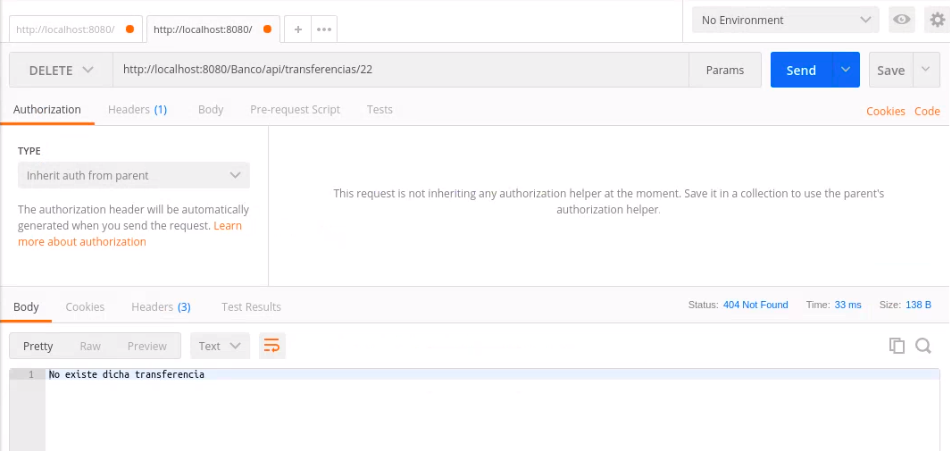 http://localhost:8080/ http://localhost:8080/ + ••• No Environment
DELETE http://localhost:8080/Banco/api/transferencias/22 Params Send Save
Authorization Headers (1) Body Pre-request Script Tests Cookies Code
TYPE
Inherit auth from parent
The authorization header will be automatically
generated when you send the request. Learn
more about authorization
This request is not inheriting any authorization helper at the moment. Save it in a collection to use the parent's
authorization helper.
Body Cookies Headers (3) Test Results Status: 404 Not Found Time: 33 ms Size: 138 B
Pretty Raw Preview Text
1 No existe dicha transferencia